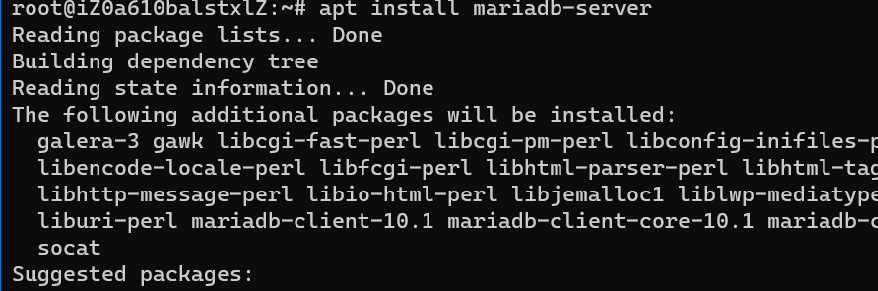 root@iZ0a610balstxlZ:~# apt install mariadb-server
Reading package lists... Done
Building dependency tree
Reading state information... Done
The following additional packages will be installed:
  galera-3 gawk libcgi-fast-perl libcgi-pm-perl libconfig-inifiles-p
  libencode-locale-perl libfcgi-perl libhtml-parser-perl libhtml-tag
  libhttp-message-perl libio-html-perl libjemalloc1 liblwp-mediatype
  liburi-perl mariadb-client-10.1 mariadb-client-core-10.1 mariadb-c
  socat
Suggested packages: